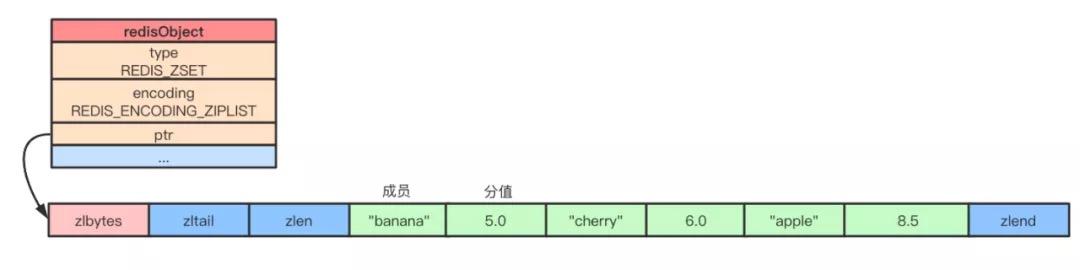 redisObject
type
REDIS_ZSET
encoding
REDIS_ENCODING_ZIPLIST
ptr
...
成员 分值
zlbytes zltail zlen "banana" 5.0 "cherry" 6.0 "apple" 8.5 zlend